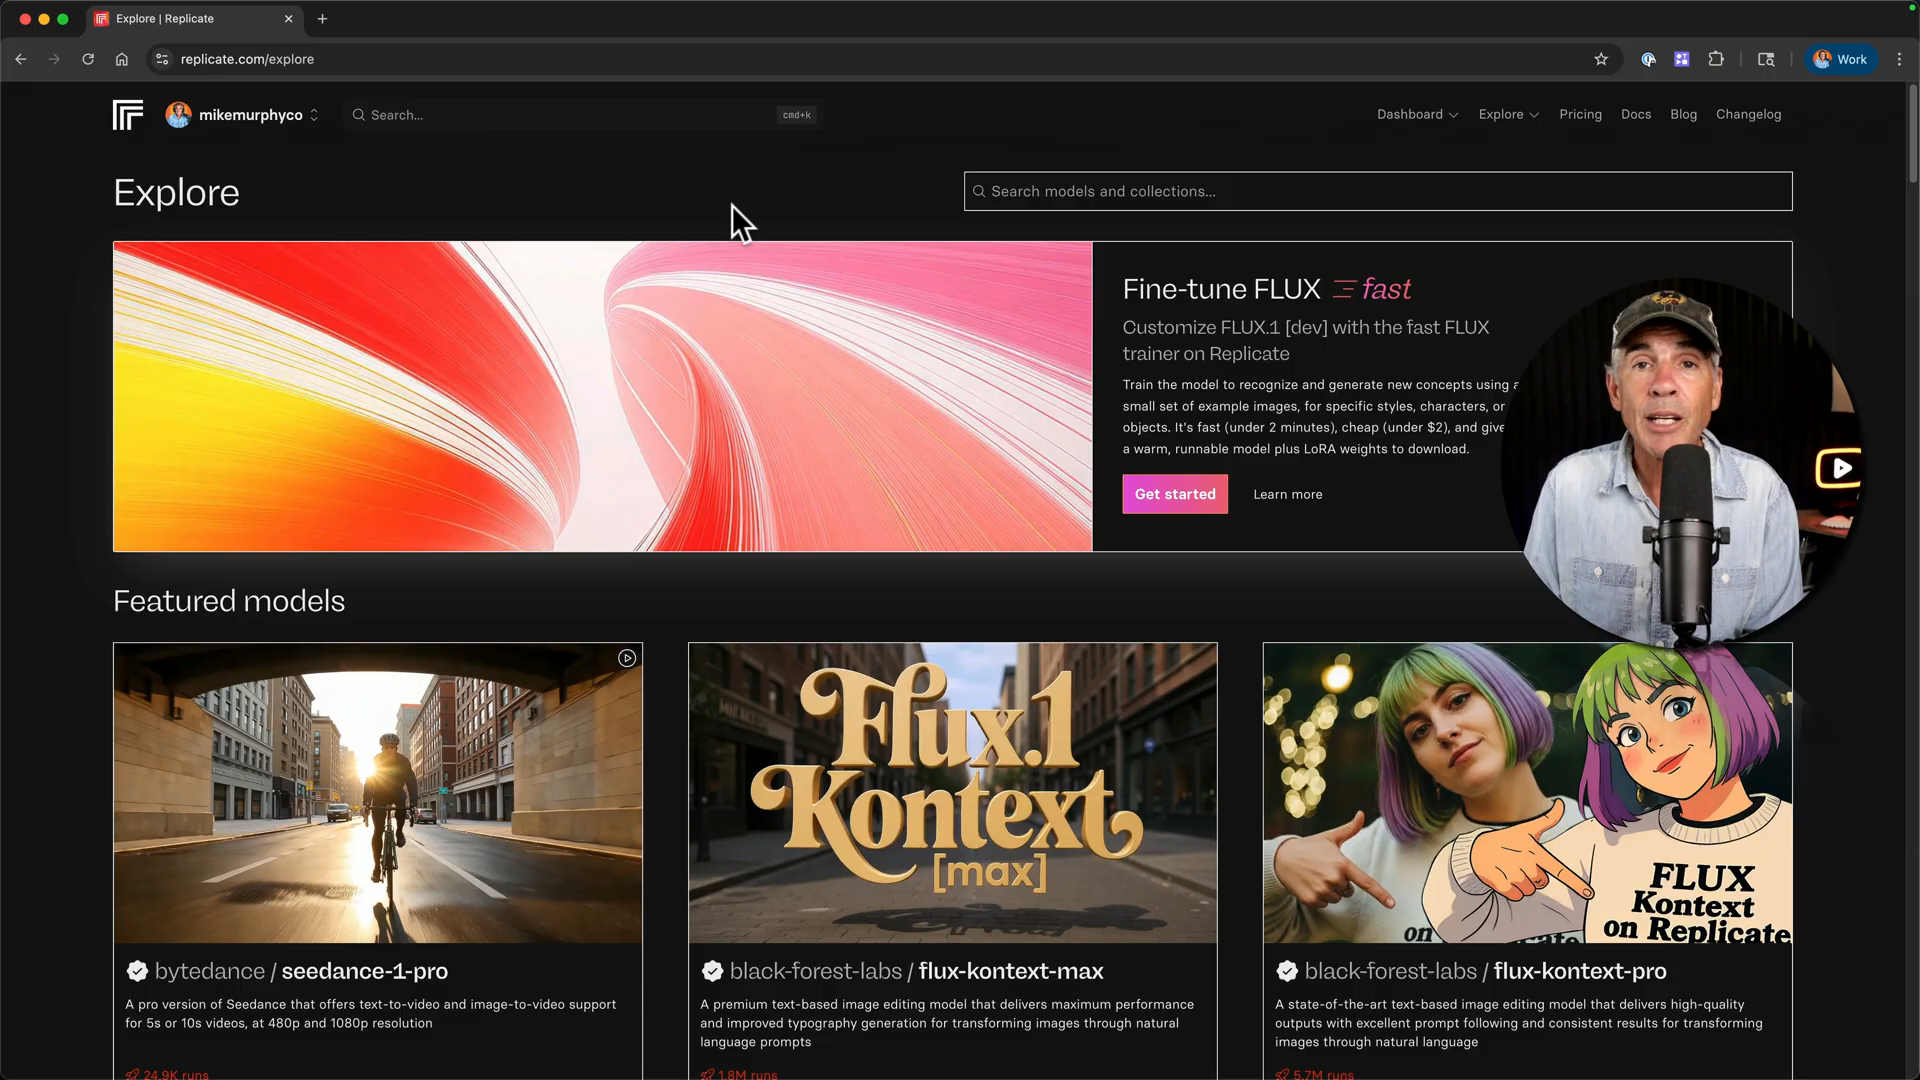 Explore | Replicate
replicate.com/explore
Work
mikemurphyco
Search...
cmd+k
Dashboard
Explore
Pricing
Docs
Blog
Changelog
Explore
Search models and collections...
Fine-tune FLUX fast
Customize FLUX.1 [dev] with the fast FLUX
trainer on Replicate
Train the model to recognize and generate new concepts using a
small set of example images, for specific styles, characters, or
objects. It's fast (under 2 minutes), cheap (under $2), and give
a warm, runnable model plus LoRA weights to download.
Get started
Learn more
Featured models
Flux.1
Kontext
[max]
FLUX
Kontext
on Replicate
bytedance / seedance-1-pro
A pro version of Seedance that offers text-to-video and image-to-video support
for 5s or 10s videos, at 480p and 1080p resolution
24.9K runs
black-forest-labs / flux-kontext-max
A premium text-based image editing model that delivers maximum performance
and improved typography generation for transforming images through natural
language prompts
1.8M runs
black-forest-labs / flux-kontext-pro
A state-of-the-art text-based image editing model that delivers high-quality
outputs with excellent prompt following and consistent results for transforming
images through natural language
5.7M runs